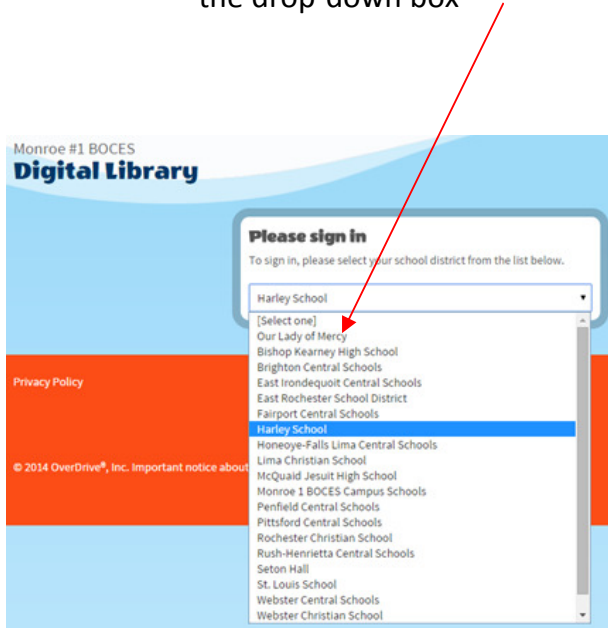 the drop-down box
Monroe #1 BOCES
Digital Library
Please sign in
To sign in, please select your school district from the list below.
Harley School
[Select one]
Our Lady of Mercy
Bishop Kearney High School
Brighton Central Schools
East Irondequoit Central Schools
East Rochester School District
Fairport Central Schools
Harley School
Honeoye-Falls Lima Central Schools
Lima Christian School
McQuaid Jesuit High School
Monroe 1 BOCES Campus Schools
Penfield Central Schools
Pittsford Central Schools
Rochester Christian School
Rush-Henrietta Central Schools
Seton Hall
St. Louis School
Webster Central Schools
Webster Christian School
Privacy Policy
© 2014 OverDrive®, Inc. Important notice about